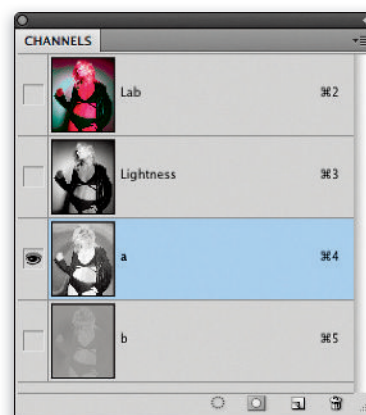 CHANNELS
Lab ⌘2
Lightness ⌘3
a ⌘4
b ⌘5